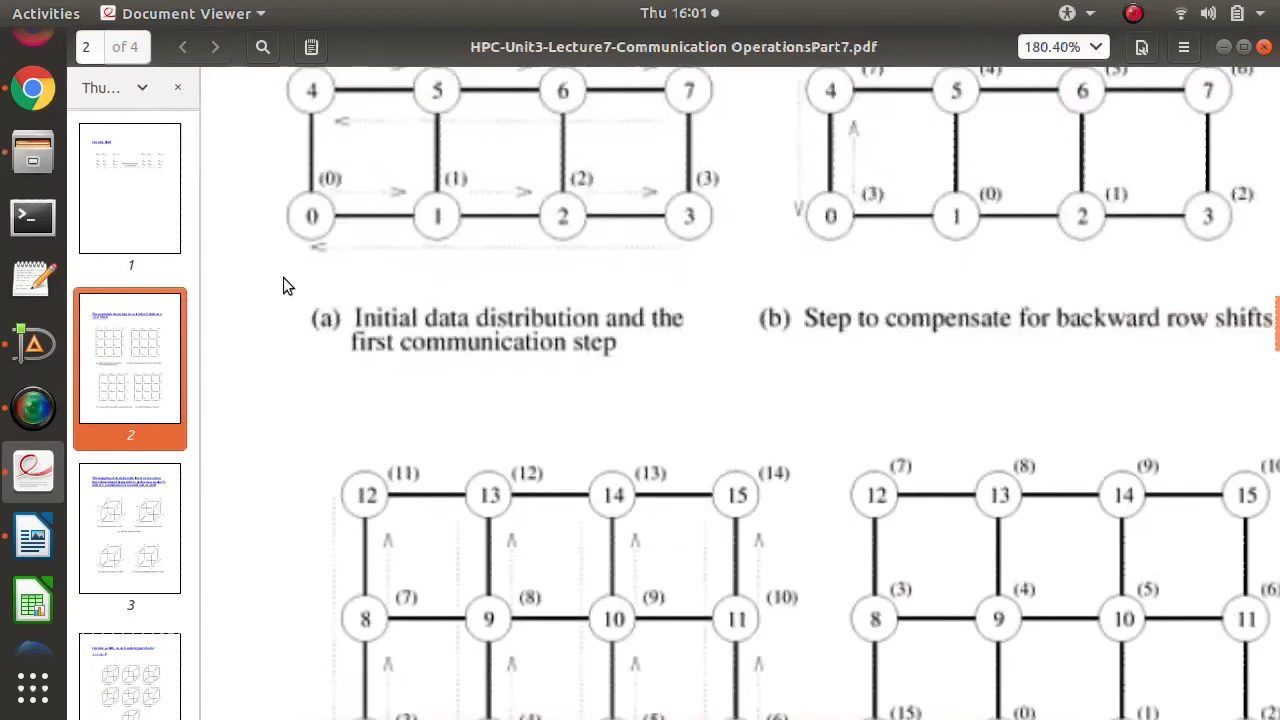 Activities Document Viewer Thu 16:01
2 of 4 HPC-Unit3-Lecture7-Communication OperationsPart7.pdf 180.40%
Thu...
1
2
3
4 5 6 7
4 5 6 7
(0) (1) (2) (3)
(3) (0) (1) (2)
0 1 2 3
0 1 2 3
(a) Initial data distribution and the
first communication step
(b) Step to compensate for backward row shifts
(11) (12) (13) (14)
(7) (8) (9)
12 13 14 15
12 13 14 15
(7) (8) (9) (10)
(3) (4) (5) (6)
8 9 10 11
8 9 10 11
(15) (0) (1)